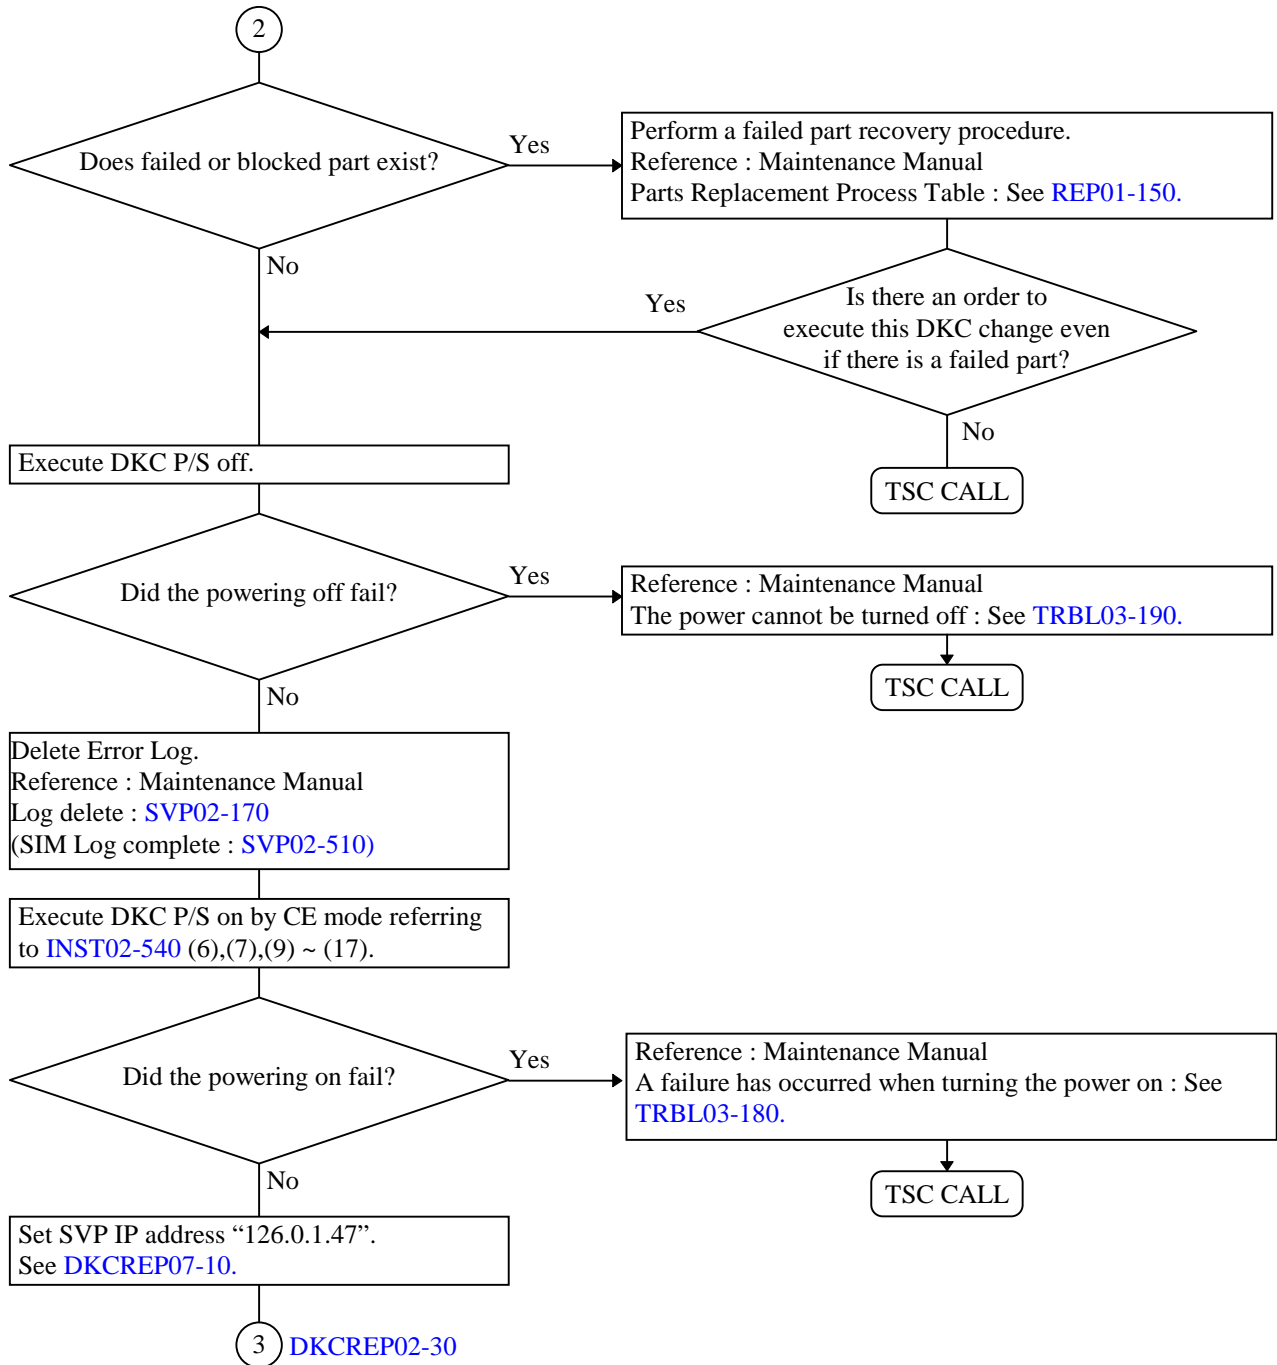 2
Does failed or blocked part exist?
Yes
Perform a failed part recovery procedure.
Reference : Maintenance Manual
Parts Replacement Process Table : See REP01-150.
No
Yes
Is there an order to
execute this DKC change even
if there is a failed part?
No
TSC CALL
Execute DKC P/S off.
Did the powering off fail?
Yes
Reference : Maintenance Manual
The power cannot be turned off : See TRBL03-190.
TSC CALL
No
Delete Error Log.
Reference : Maintenance Manual
Log delete : SVP02-170
(SIM Log complete : SVP02-510)
Execute DKC P/S on by CE mode referring
to INST02-540 (6),(7),(9) ~ (17).
Did the powering on fail?
Yes
Reference : Maintenance Manual
A failure has occurred when turning the power on : See
TRBL03-180.
TSC CALL
No
Set SVP IP address “126.0.1.47”.
See DKCREP07-10.
3 DKCREP02-30